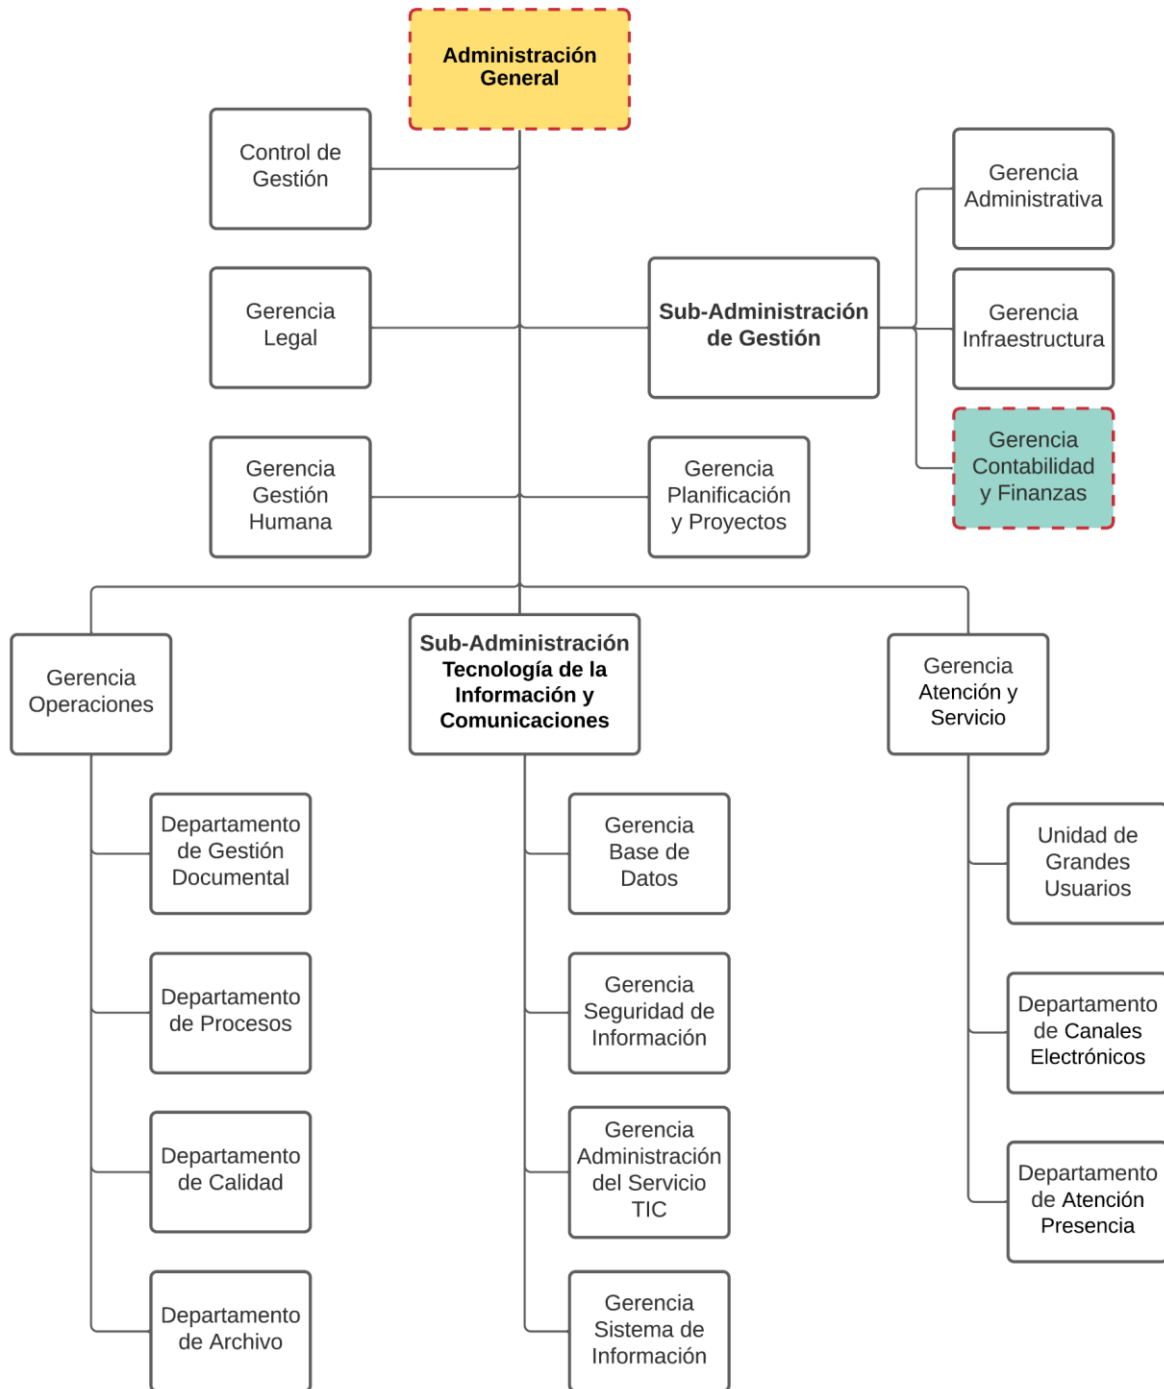 Administración
General
Control de
Gestión
Gerencia
Administrativa
Gerencia
Legal
Sub-Administración
de Gestión
Gerencia
Infraestructura
Gerencia
Gestión
Humana
Gerencia
Planificación
y Proyectos
Gerencia
Contabilidad
y Finanzas
Gerencia
Operaciones
Sub-Administración
Tecnología de la
Información y
Comunicaciones
Gerencia
Atención y
Servicio
Departamento
de Gestión
Documental
Departamento
de Procesos
Departamento
de Calidad
Departamento
de Archivo
Gerencia
Base de
Datos
Gerencia
Seguridad de
Información
Gerencia
Administración
del Servicio
TIC
Gerencia
Sistema de
Información
Unidad de
Grandes
Usuarios
Departamento
de Canales
Electrónicos
Departamento
de Atención
Presencia